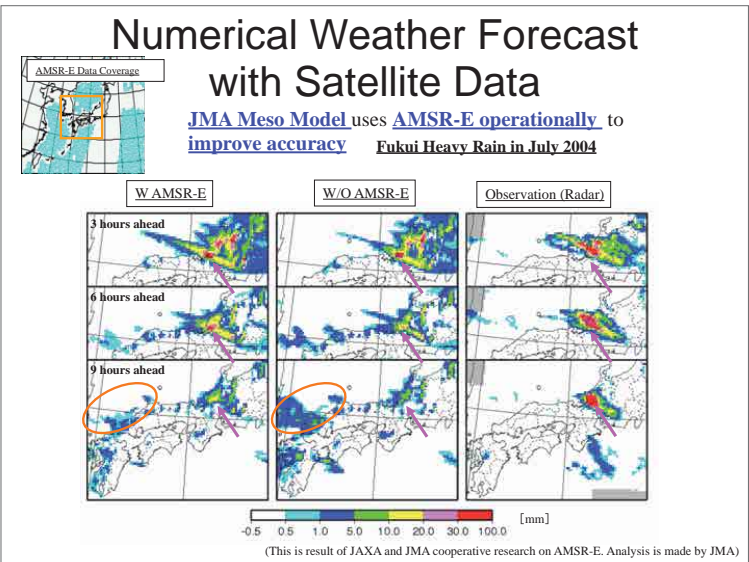 Numerical Weather Forecast
with Satellite Data
AMSR-E Data Coverage
JMA Meso Model uses AMSR-E operationally to
improve accuracy Fukui Heavy Rain in July 2004
W AMSR-E W/O AMSR-E Observation (Radar)
3 hours ahead
6 hours ahead
9 hours ahead
-0.5 0.5 1.0 5.0 10.0 20.0 30.0 100.0 [mm]
(This is result of JAXA and JMA cooperative research on AMSR-E. Analysis is made by JMA)